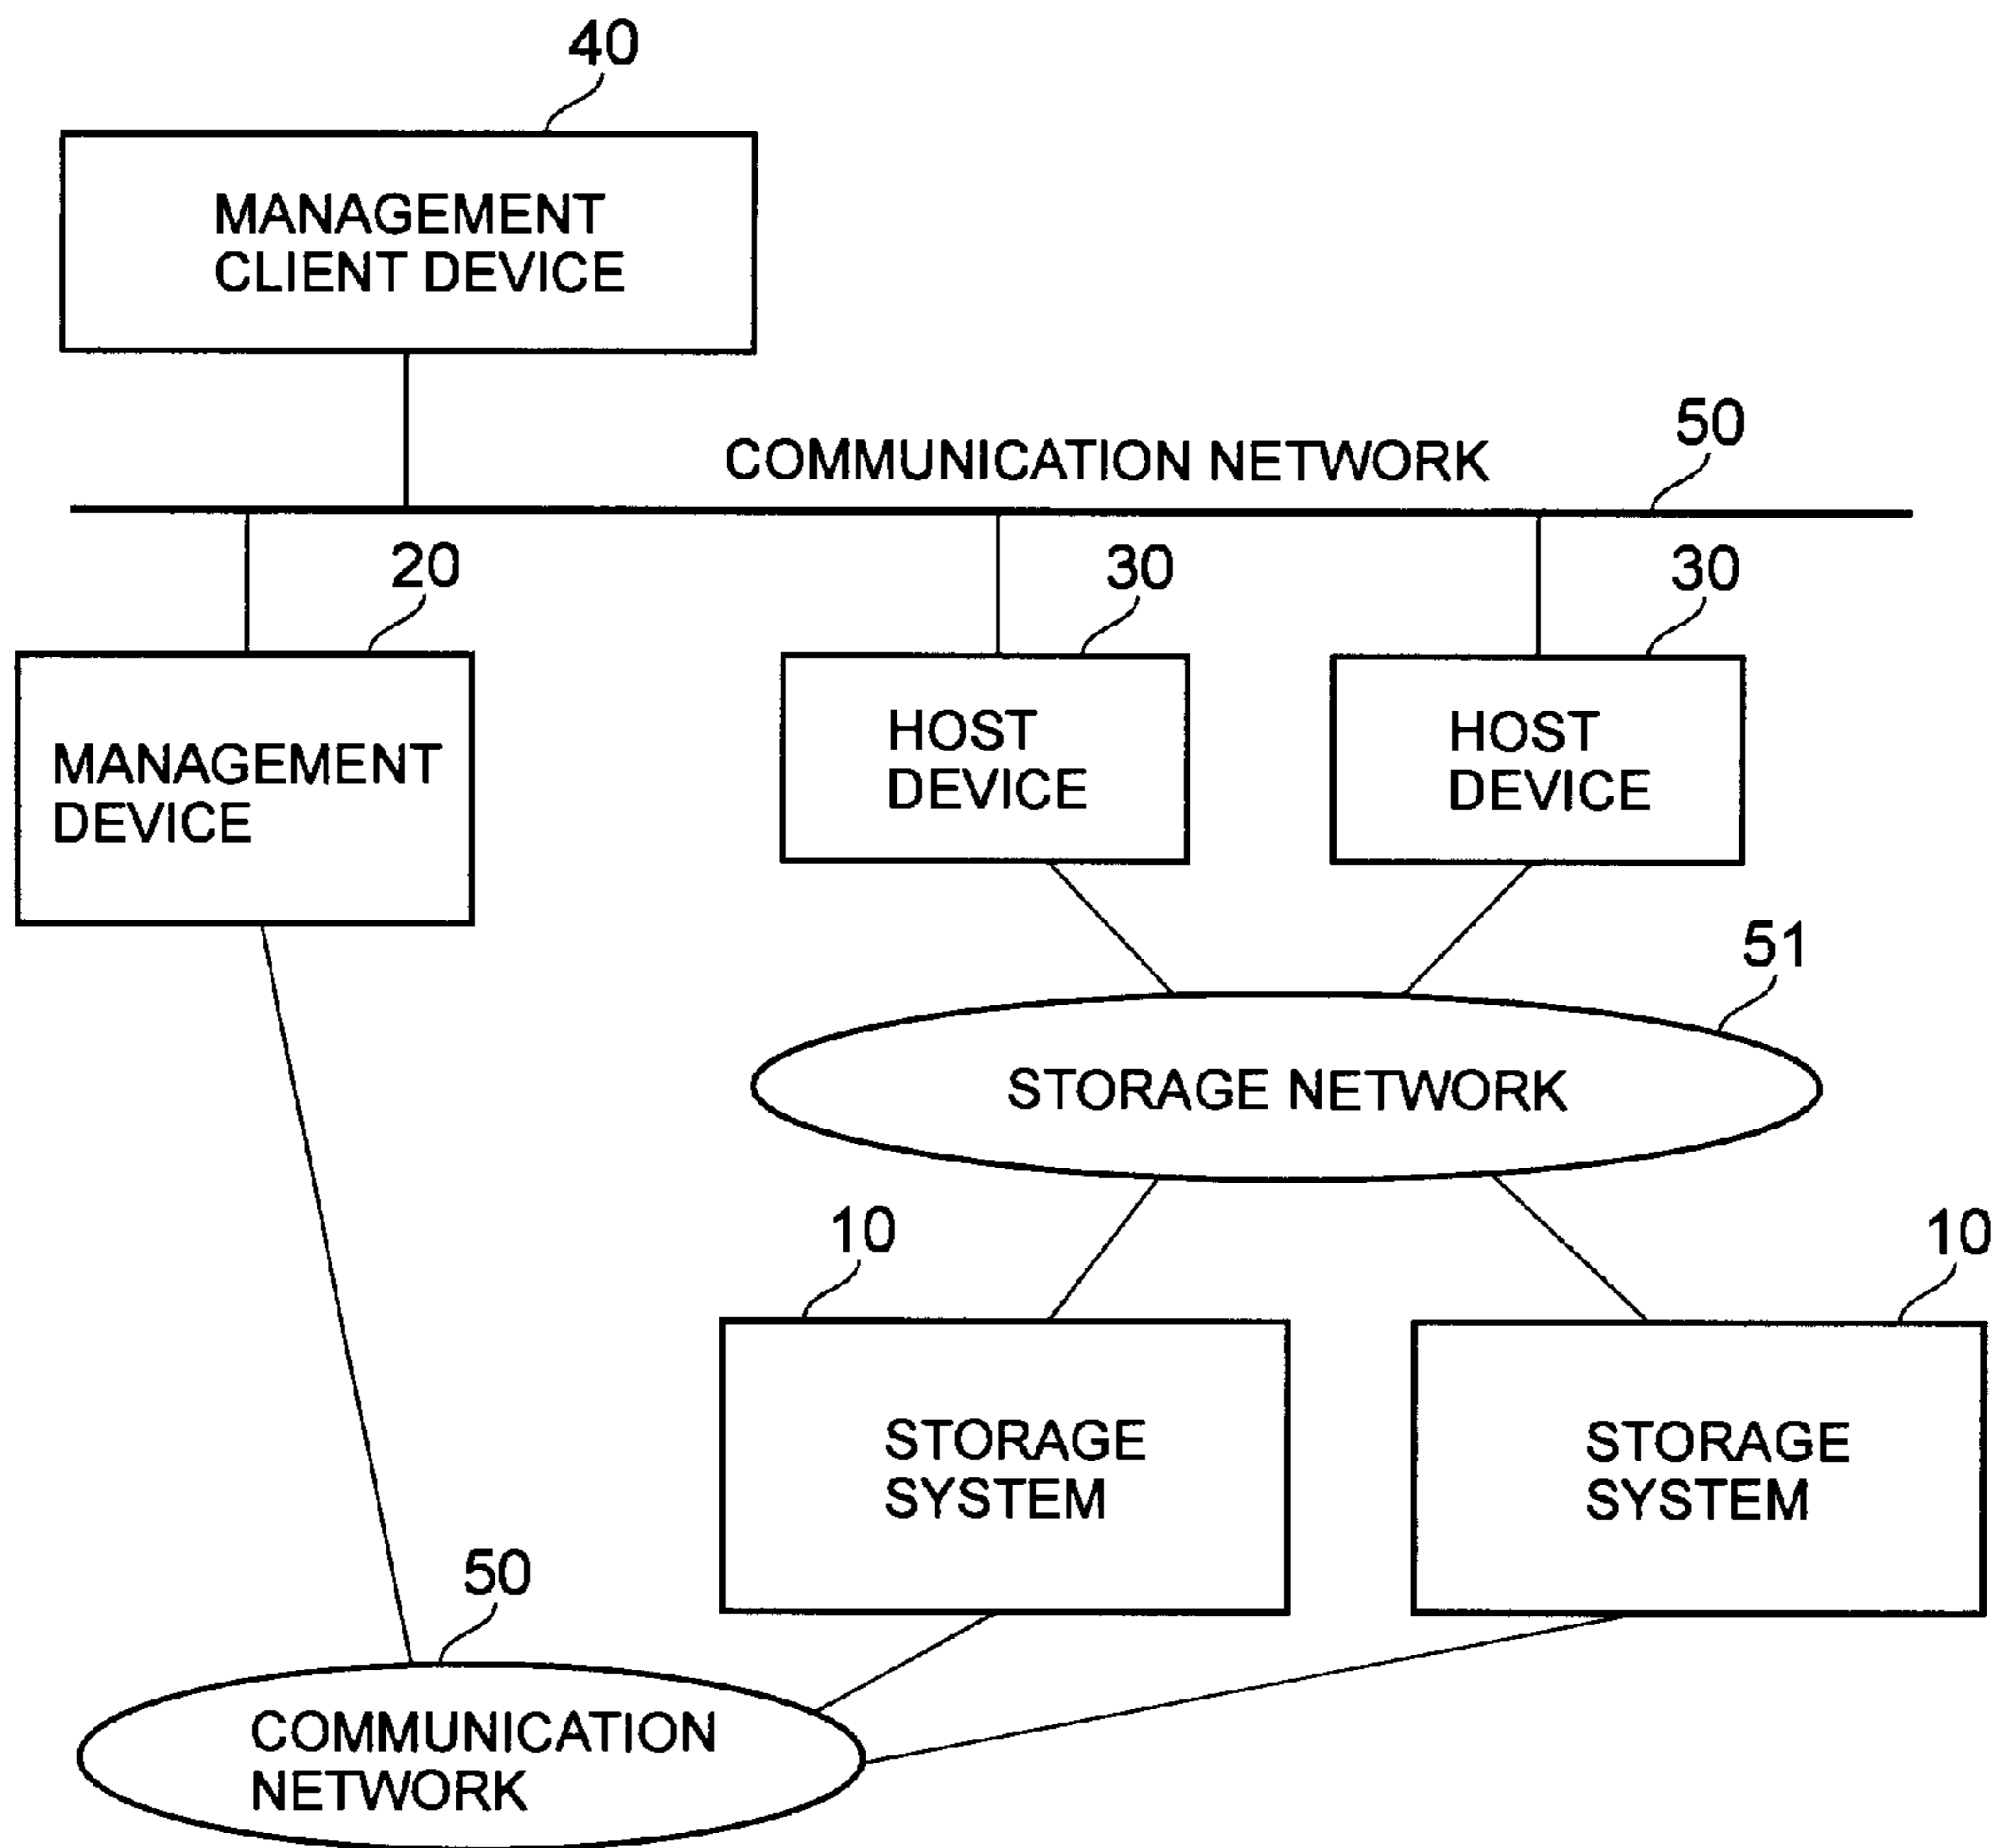 40
MANAGEMENT
CLIENT DEVICE
COMMUNICATION NETWORK
50
20
30
30
MANAGEMENT
DEVICE
HOST
DEVICE
HOST
DEVICE
51
STORAGE NETWORK
10
10
STORAGE
SYSTEM
STORAGE
SYSTEM
50
COMMUNICATION
NETWORK